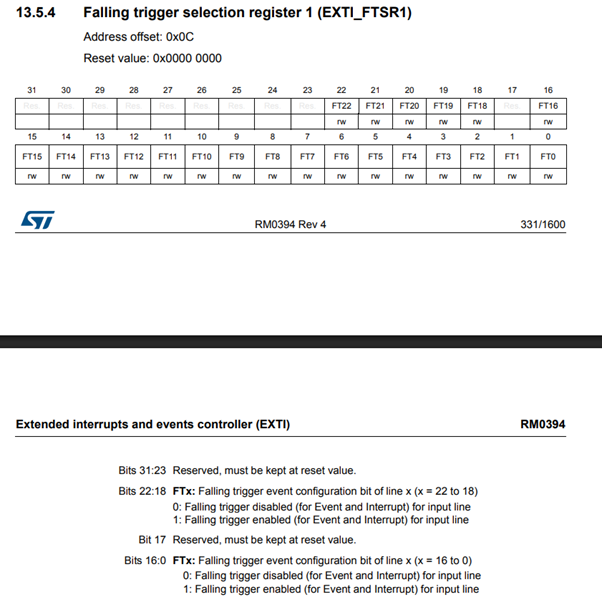 13.5.4 Falling trigger selection register 1 (EXTI_FTSR1)
Address offset: 0x0C
Reset value: 0x0000 0000
31 30 29 28 27 26 25 24 23 22 21 20 19 18 17 16
Res. Res. Res. Res. Res. Res. Res. Res. Res. FT22 FT21 FT20 FT19 FT18 Res. FT16
rw rw rw rw rw rw
15 14 13 12 11 10 9 8 7 6 5 4 3 2 1 0
FT15 FT14 FT13 FT12 FT11 FT10 FT9 FT8 FT7 FT6 FT5 FT4 FT3 FT2 FT1 FT0
rw rw rw rw rw rw rw rw rw rw rw rw rw rw rw rw
ST RM0394 Rev 4 331/1600
Extended interrupts and events controller (EXTI) RM0394
Bits 31:23 Reserved, must be kept at reset value.
Bits 22:18 FTx: Falling trigger event configuration bit of line x (x = 22 to 18)
0: Falling trigger disabled (for Event and Interrupt) for input line
1: Falling trigger enabled (for Event and Interrupt) for input line
Bit 17 Reserved, must be kept at reset value.
Bits 16:0 FTx: Falling trigger event configuration bit of line x (x = 16 to 0)
0: Falling trigger disabled (for Event and Interrupt) for input line
1: Falling trigger enabled (for Event and Interrupt) for input line